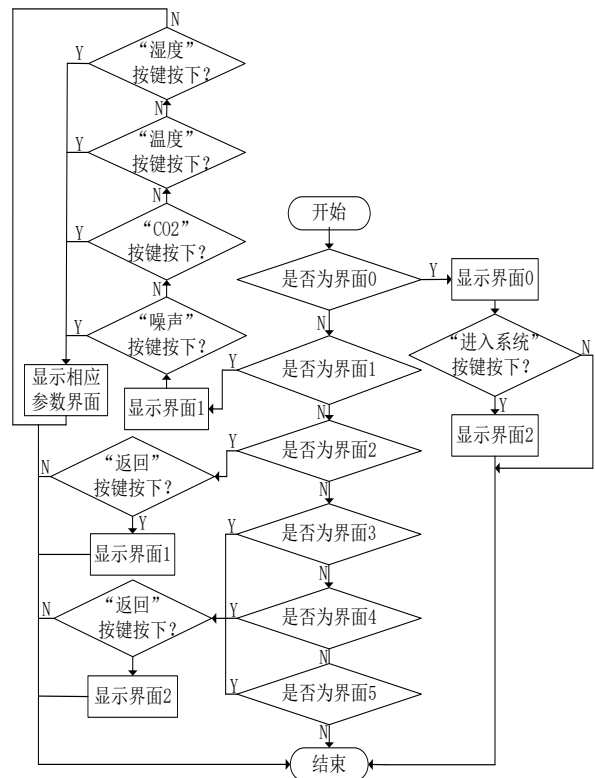 N
Y
“湿度”
按键按下?
N
Y
“温度”
按键按下?
N
Y
“CO2”
按键按下?
N
Y
“噪声”
按键按下?
显示相应
参数界面
显示界面1
开始
是否为界面0
Y
显示界面0
N
“进入系统”
按键按下?
N
Y
显示界面2
Y
是否为界面1
N
Y
是否为界面2
N
“返回”
按键按下?
N
Y
显示界面1
Y
是否为界面3
N
N
“返回”
按键按下?
Y
是否为界面4
N
Y
显示界面2
Y
是否为界面5
N
结束